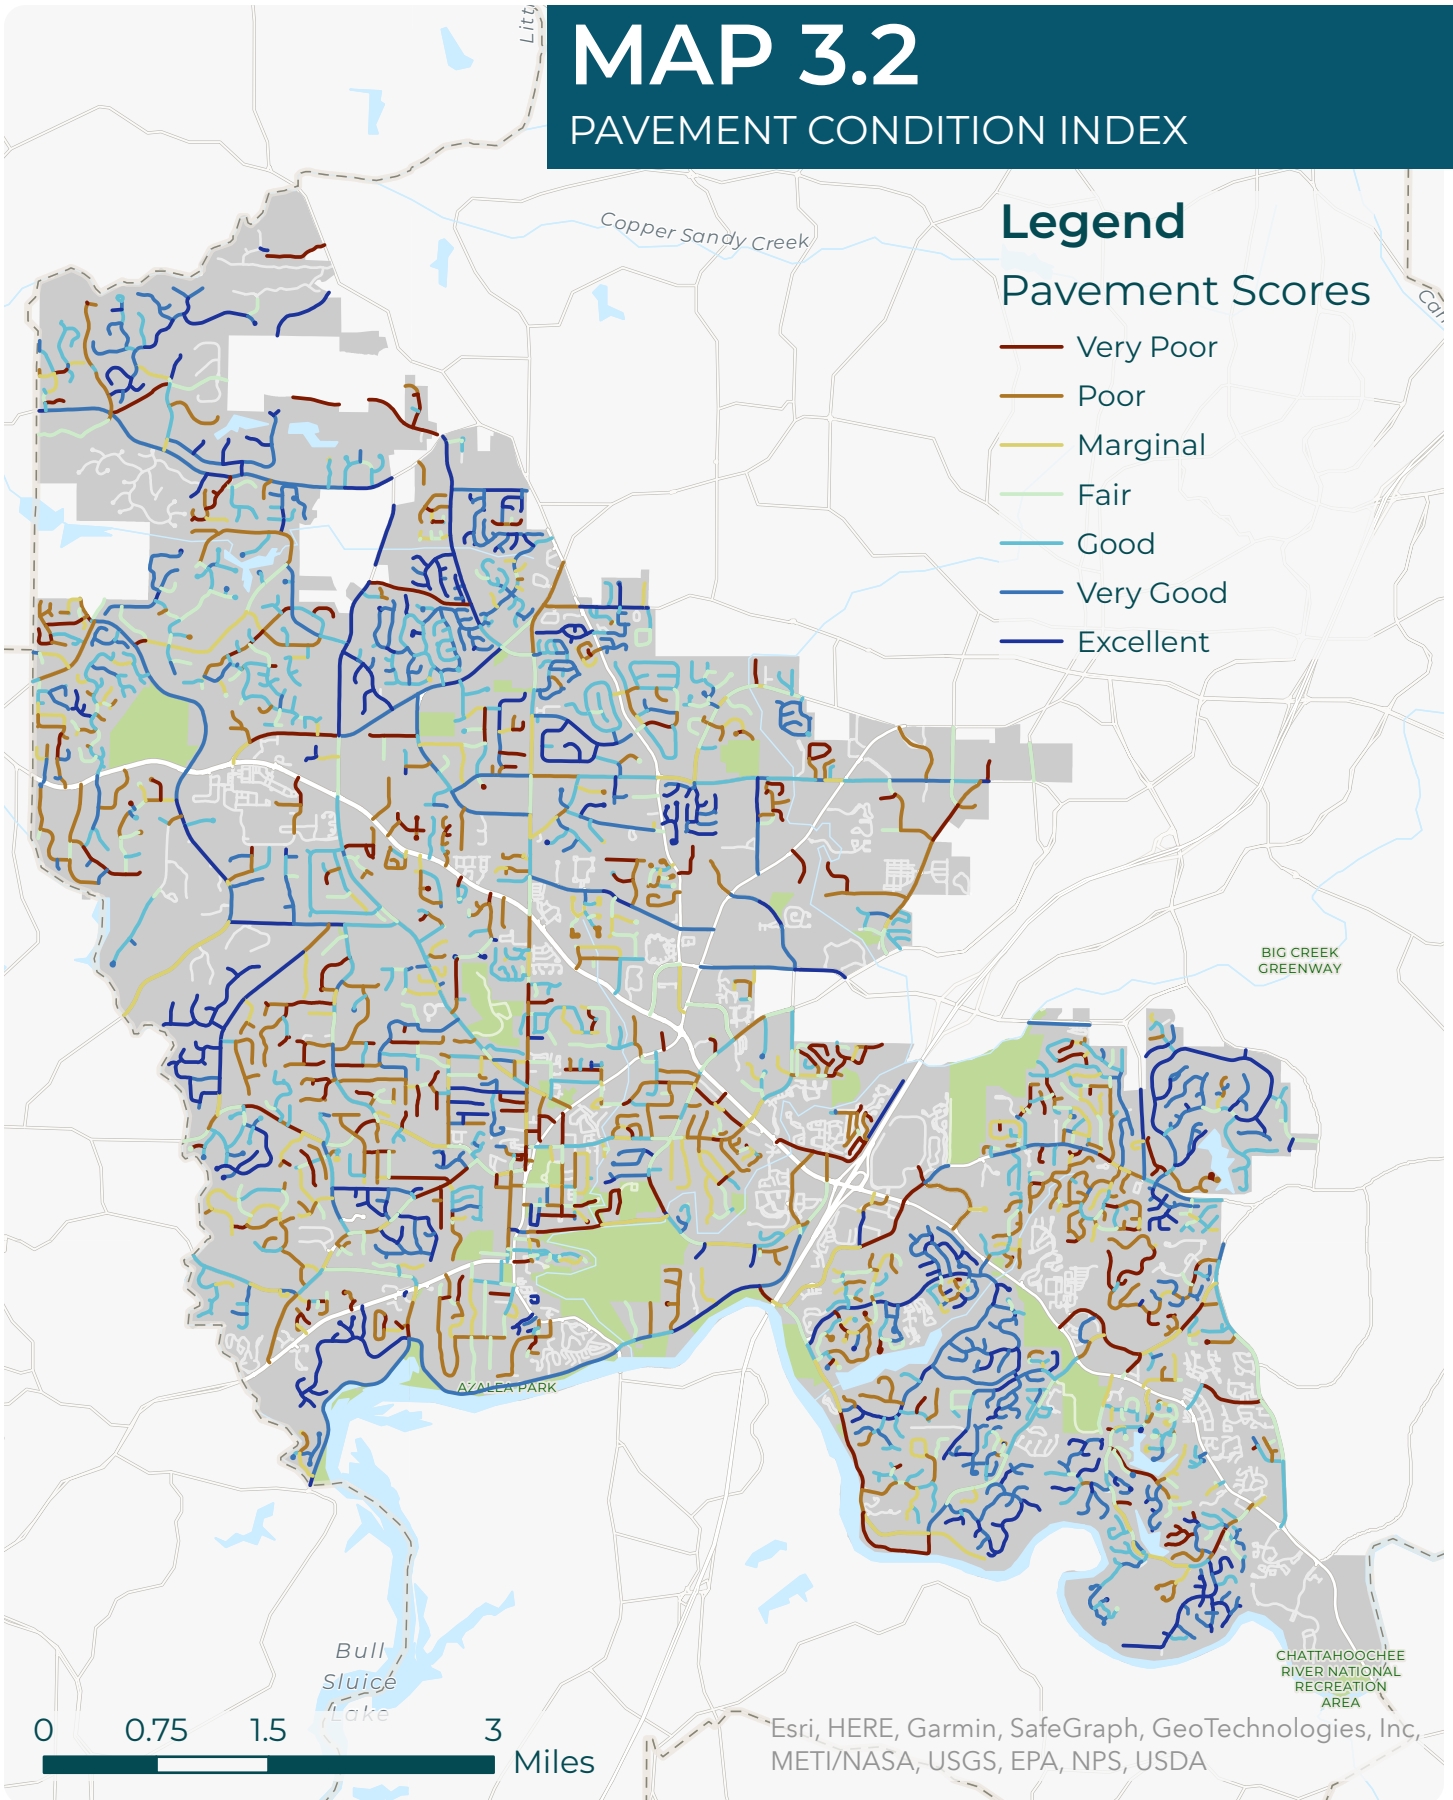 MAP 3.2
PAVEMENT CONDITION INDEX
Copper Sandy Creek
Legend
Pavement Scores
Very Poor
Poor
Marginal
Fair
Good
Very Good
Excellent
BIG CREEK
GREENWAY
AZALEA PARK
Bull
Sluice
Lake
CHATTAHOOCHEE
RIVER NATIONAL
RECREATION
AREA
0 0.75 1.5 3
Miles
Esri, HERE, Garmin, SafeGraph, GeoTechnologies, Inc,
METI/NASA, USGS, EPA, NPS, USDA